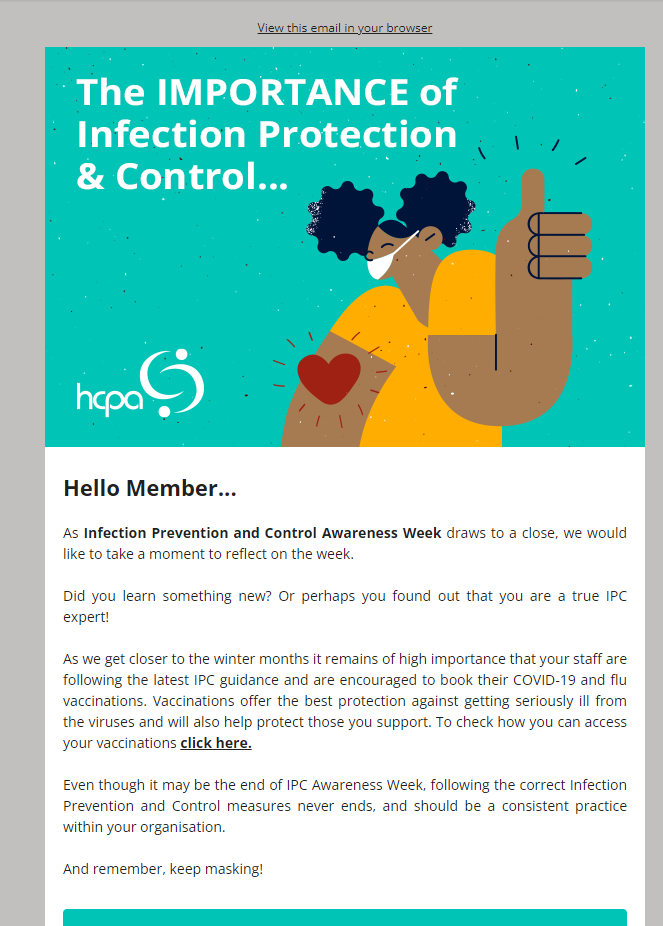 View this email in your browser
The IMPORTANCE of
Infection Protection
& Control...
hcpa
Hello Member...
As Infection Prevention and Control Awareness Week draws to a close, we would
like to take a moment to reflect on the week.
Did you learn something new? Or perhaps you found out that you are a true IPC
expert!
As we get closer to the winter months it remains of high importance that your staff are
following the latest IPC guidance and are encouraged to book their COVID-19 and flu
vaccinations. Vaccinations offer the best protection against getting seriously ill from
the viruses and will also help protect those you support. To check how you can access
your vaccinations click here.
Even though it may be the end of IPC Awareness Week, following the correct Infection
Prevention and Control measures never ends, and should be a consistent practice
within your organisation.
And remember, keep masking!